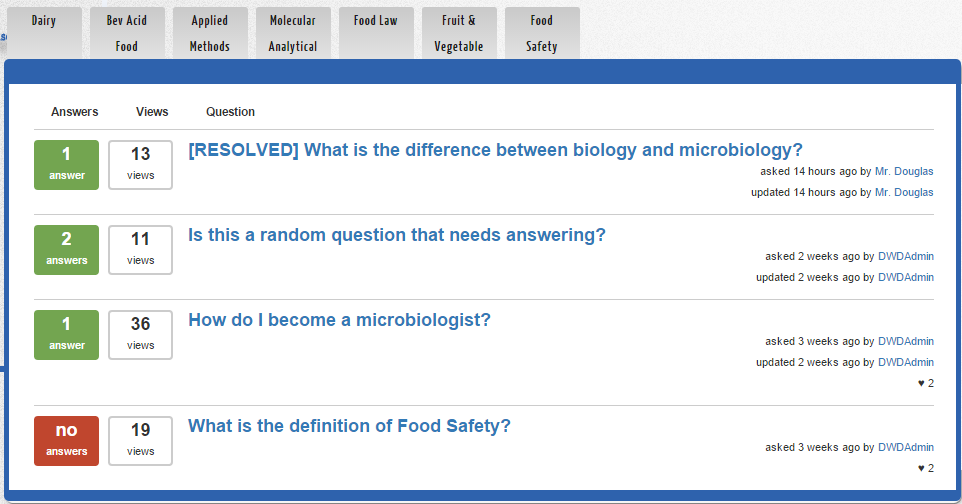 Dairy
Bev Acid
Food
Applied
Methods
Molecular
Analytical
Food Law
Fruit &
Vegetable
Food
Safety
Answers Views Question
1
answer
13
views
[RESOLVED] What is the difference between biology and microbiology?
asked 14 hours ago by Mr. Douglas
updated 14 hours ago by Mr. Douglas
2
answers
11
views
Is this a random question that needs answering?
asked 2 weeks ago by DWDAdmin
updated 2 weeks ago by DWDAdmin
1
answer
36
views
How do I become a microbiologist?
asked 3 weeks ago by DWDAdmin
updated 2 weeks ago by DWDAdmin
♥ 2
no
answers
19
views
What is the definition of Food Safety?
asked 3 weeks ago by DWDAdmin
♥ 2